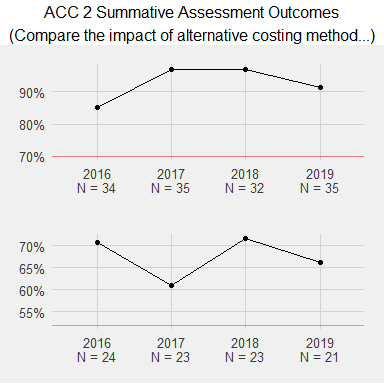 ACC 2 Summative Assessment Outcomes
(Compare the impact of alternative costing method...)
90%
80%
70%
2016 2017 2018 2019
N = 34 N = 35 N = 32 N = 35
70%
65%
60%
55%
2016 2017 2018 2019
N = 24 N = 23 N = 23 N = 21